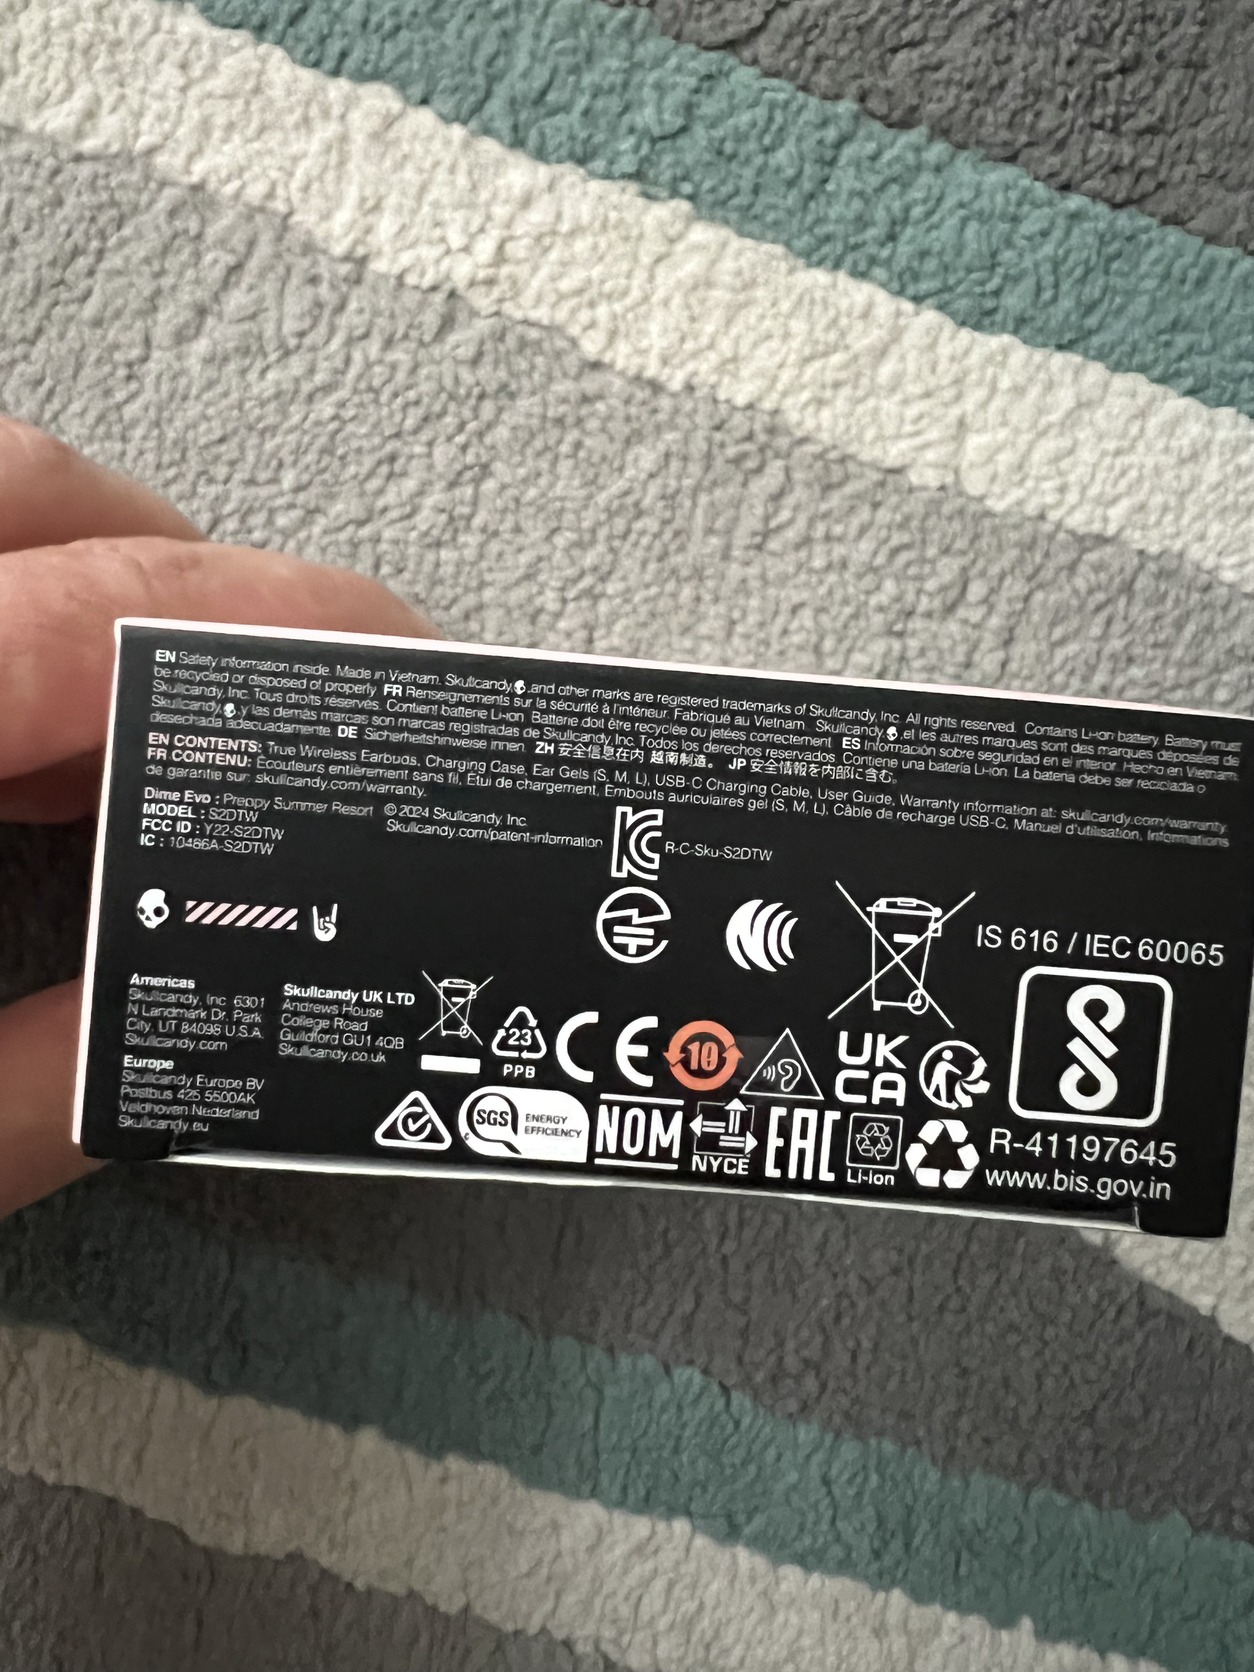 EN Safety information inside. Made in Vietnam. Skullcandy, and other marks are registered trademarks of Skullcandy, Inc. All rights reserved. Contains Li-ion battery. Battery must
be recycled or disposed of properly. FR Renseignements sur la sécurité à l'intérieur. Fabriqué au Vietnam. Skullcandy, et les autres marques sont des marques déposées de
Skullcandy, Inc. Tous droits réservés. Contient batterie Li-ion. Batterie doit être recyclée ou jetées correctement. ES Información sobre seguridad en el interior. Hecho en Vietnam.
Skullcandy, y las demás marcas son marcas registradas de Skullcandy, Inc. Todos los derechos reservados. Contiene una batería Li-ion. La batería debe ser reciclada o
desechada adecuadamente. DE Sicherheitshinweise innen. ZH 安全信息在内 越南制造。 JP 安全情報を内部に含む。
EN CONTENTS: True Wireless Earbuds, Charging Case, Ear Gels (S, M, L), USB-C Charging Cable, User Guide, Warranty information at: skullcandy.com/warranty.
FR CONTENU: Écouteurs entièrement sans fil, Étui de chargement, Embouts auriculaires gel (S, M, L), Câble de recharge USB-C, Manuel d'utilisation, Informations
de garantie sur: skullcandy.com/warranty.
Dime Evo : Preppy Summer Resort
MODEL : S2DTW
FCC ID : Y22-S2DTW
IC : 10486A-S2DTW
© 2024 Skullcandy, Inc.
Skullcandy.com/patent-information
R-C-Sku-S2DTW
IS 616 / IEC 60065
Americas
Skullcandy, Inc. 6301
N Landmark Dr. Park
City, UT 84098 U.S.A.
Skullcandy.com
Europe
Skullcandy Europe BV
Postbus 425 5500AK
Veldhoven Nederland
Skullcandy.eu
Skullcandy UK LTD
Andrews House
College Road
Guildford GU1 4QB
Skullcandy.co.uk
23
PPB
CE
10
UK
CA
SGS ENERGY
EFFICIENCY
NOM
NYCE
EAC
Li-ion
R-41197645
www.bis.gov.in